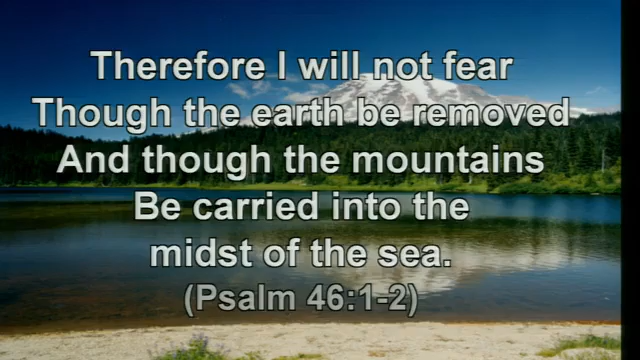 Therefore I will not fear
Though the earth be removed
And though the mountains
Be carried into the
midst of the sea.
(Psalm 46:1-2)